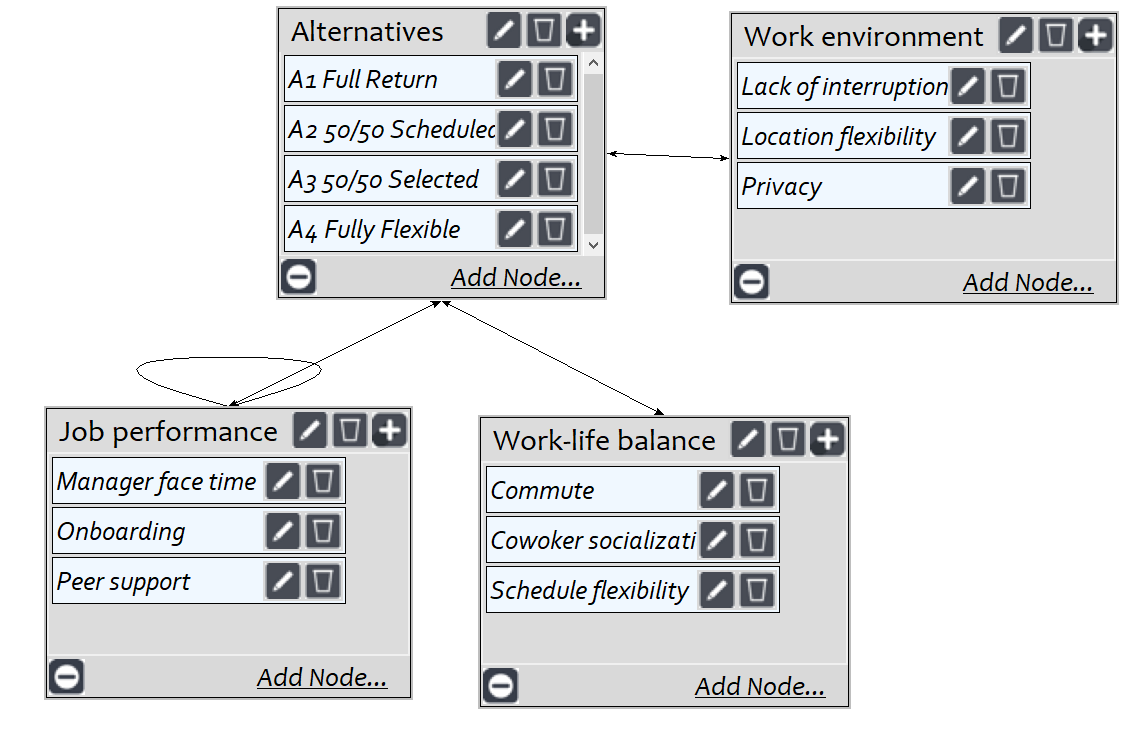 Alternatives
A1 Full Return
A2 50/50 Scheduled
A3 50/50 Selected
A4 Fully Flexible
Add Node...
Work environment
Lack of interruption
Location flexibility
Privacy
Add Node...
Job performance
Manager face time
Onboarding
Peer support
Add Node...
Work-life balance
Commute
Cowoker socializati
Schedule flexibility
Add Node...